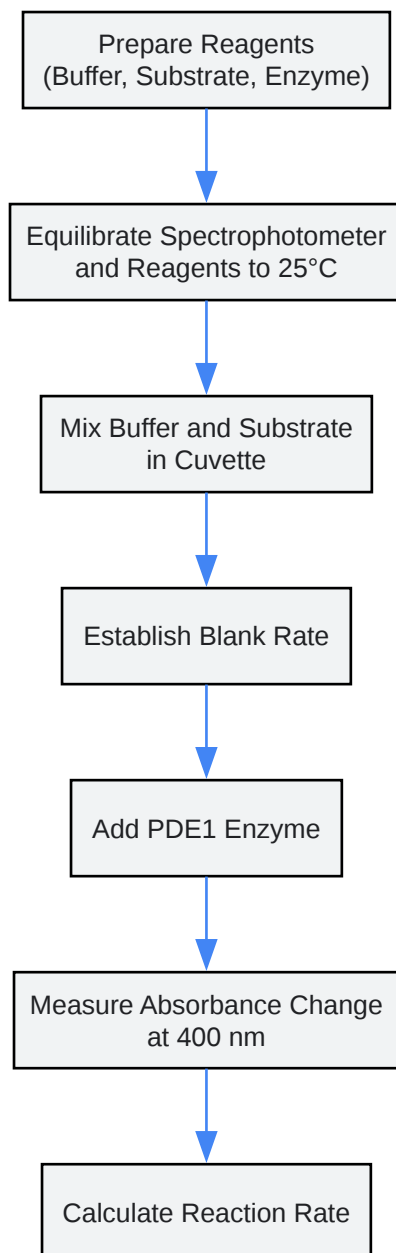 Prepare Reagents
(Buffer, Substrate, Enzyme)
Equilibrate Spectrophotometer
and Reagents to 25°C
Mix Buffer and Substrate
in Cuvette
Establish Blank Rate
Add PDE1 Enzyme
Measure Absorbance Change
at 400 nm
Calculate Reaction Rate